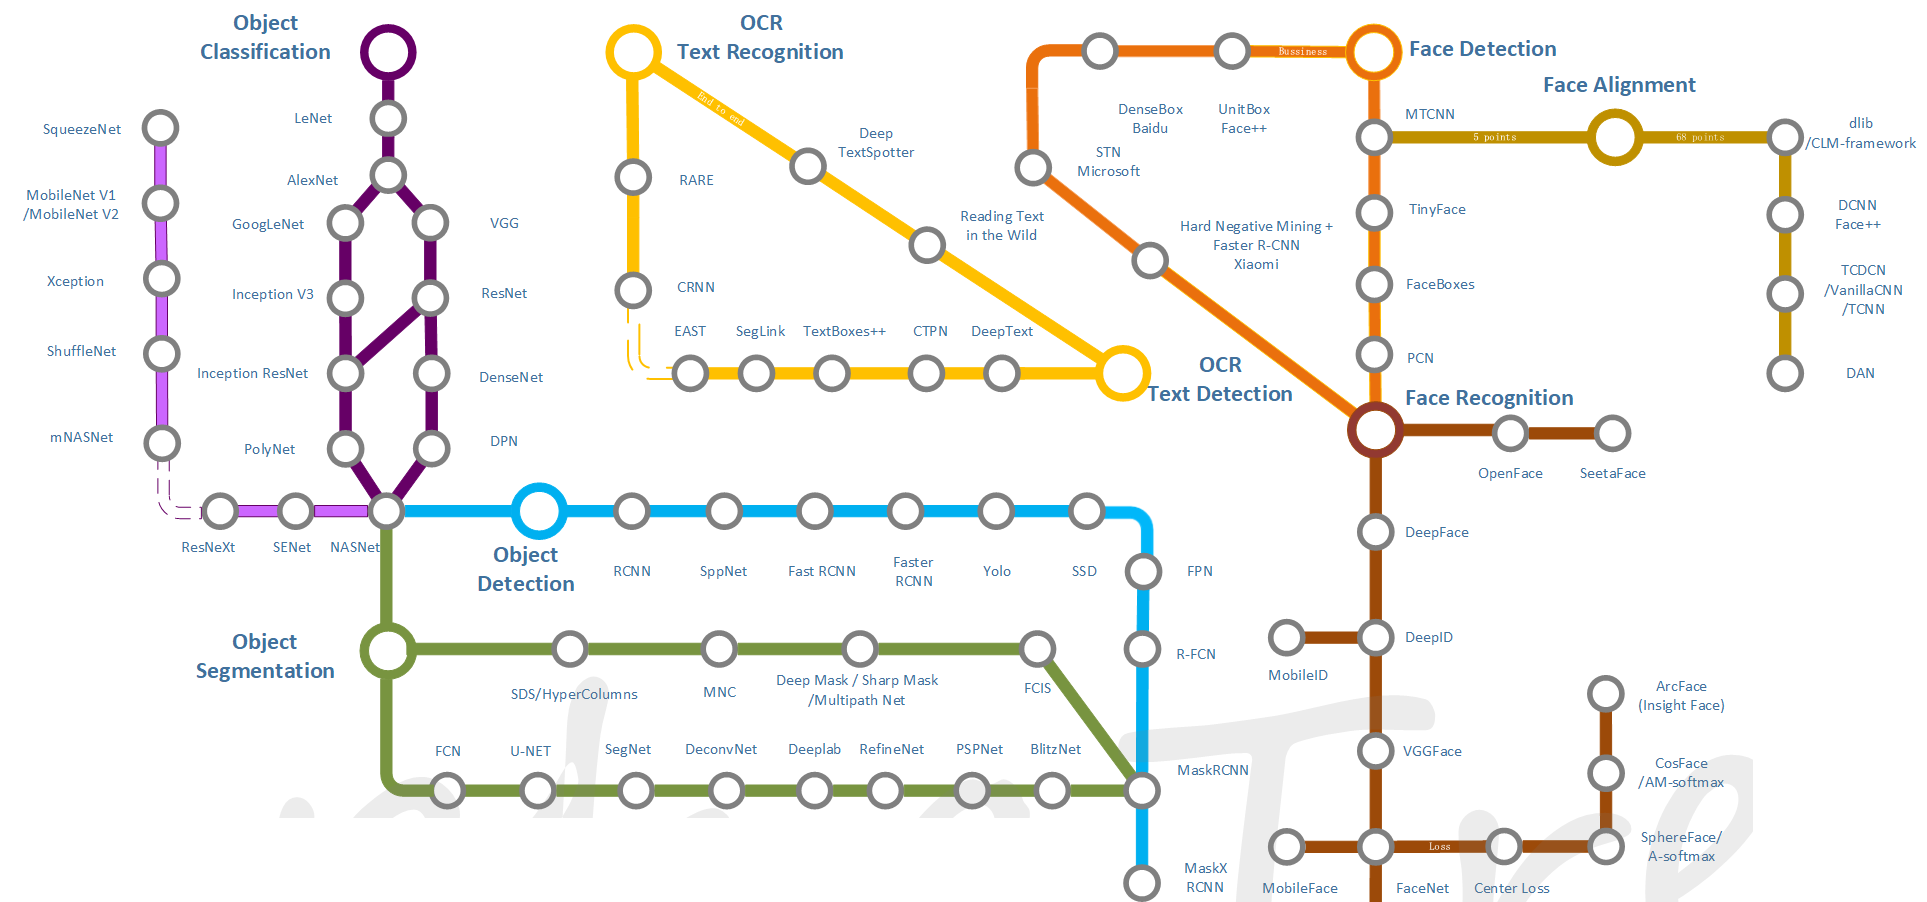 Object
Classification
OCR
Text Recognition
Bussiness
Face Detection
Face Alignment
LeNet
AlexNet
SqueezeNet
MobileNet V1
/MobileNet V2
Xception
ShuffleNet
mNASNet
GoogLeNet
VGG
Inception V3
ResNet
Inception ResNet
DenseNet
PolyNet
DPN
ResNeXt
SENet
NASNet
End to end
Deep
TextSpotter
RARE
Reading Text
in the Wild
CRNN
EAST
SegLink
TextBoxes++
CTPN
DeepText
OCR
Text Detection
DenseBox
Baidu
UnitBox
Face++
STN
Microsoft
Hard Negative Mining +
Faster R-CNN
Xiaomi
MTCNN
5 points
68 points
dlib
/CLM-framework
TinyFace
DCNN
Face++
FaceBoxes
TCDCN
/VanillaCNN
/TCNN
PCN
DAN
Face Recognition
OpenFace
SeetaFace
Object
Detection
RCNN
SppNet
Fast RCNN
Faster
RCNN
Yolo
SSD
FPN
R-FCN
Object
Segmentation
SDS/HyperColumns
MNC
Deep Mask / Sharp Mask
/Multipath Net
FCIS
FCN
U-NET
SegNet
DeconvNet
Deeplab
RefineNet
PSPNet
BlitzNet
MaskRCNN
MaskX
RCNN
DeepFace
DeepID
MobileID
VGGFace
ArcFace
(Insight Face)
CosFace
/AM-softmax
SphereFace/
A-softmax
Loss
MobileFace
FaceNet
Center Loss